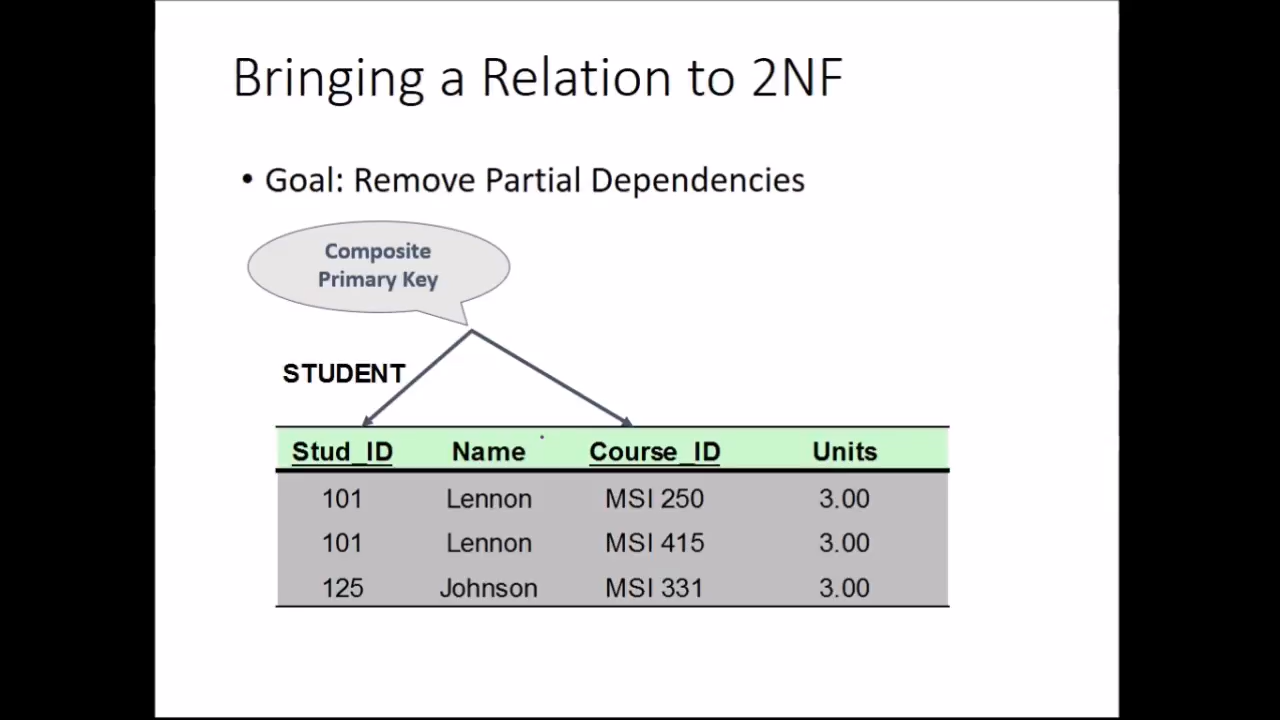 Bringing a Relation to 2NF
• Goal: Remove Partial Dependencies
Composite
Primary Key
STUDENT
Stud_ID Name Course_ID Units
101 Lennon MSI 250 3.00
101 Lennon MSI 415 3.00
125 Johnson MSI 331 3.00